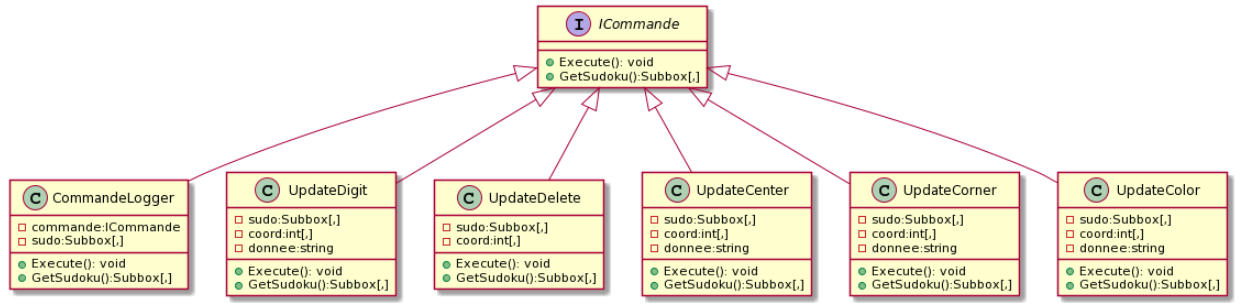 I ICommande
Execute(): void
GetSudoku():Subbox[,]
C CommandeLogger
commande:ICommande
sudo:Subbox[,]
Execute(): void
GetSudoku():Subbox[,]
C UpdateDigit
sudo:Subbox[,]
coord:int[,]
donnee:string
Execute(): void
GetSudoku():Subbox[,]
C UpdateDelete
sudo:Subbox[,]
coord:int[,]
Execute(): void
GetSudoku():Subbox[,]
C UpdateCenter
sudo:Subbox[,]
coord:int[,]
donnee:string
Execute(): void
GetSudoku():Subbox[,]
C UpdateCorner
sudo:Subbox[,]
coord:int[,]
donnee:string
Execute(): void
GetSudoku():Subbox[,]
C UpdateColor
sudo:Subbox[,]
coord:int[,]
donnee:string
Execute(): void
GetSudoku():Subbox[,]